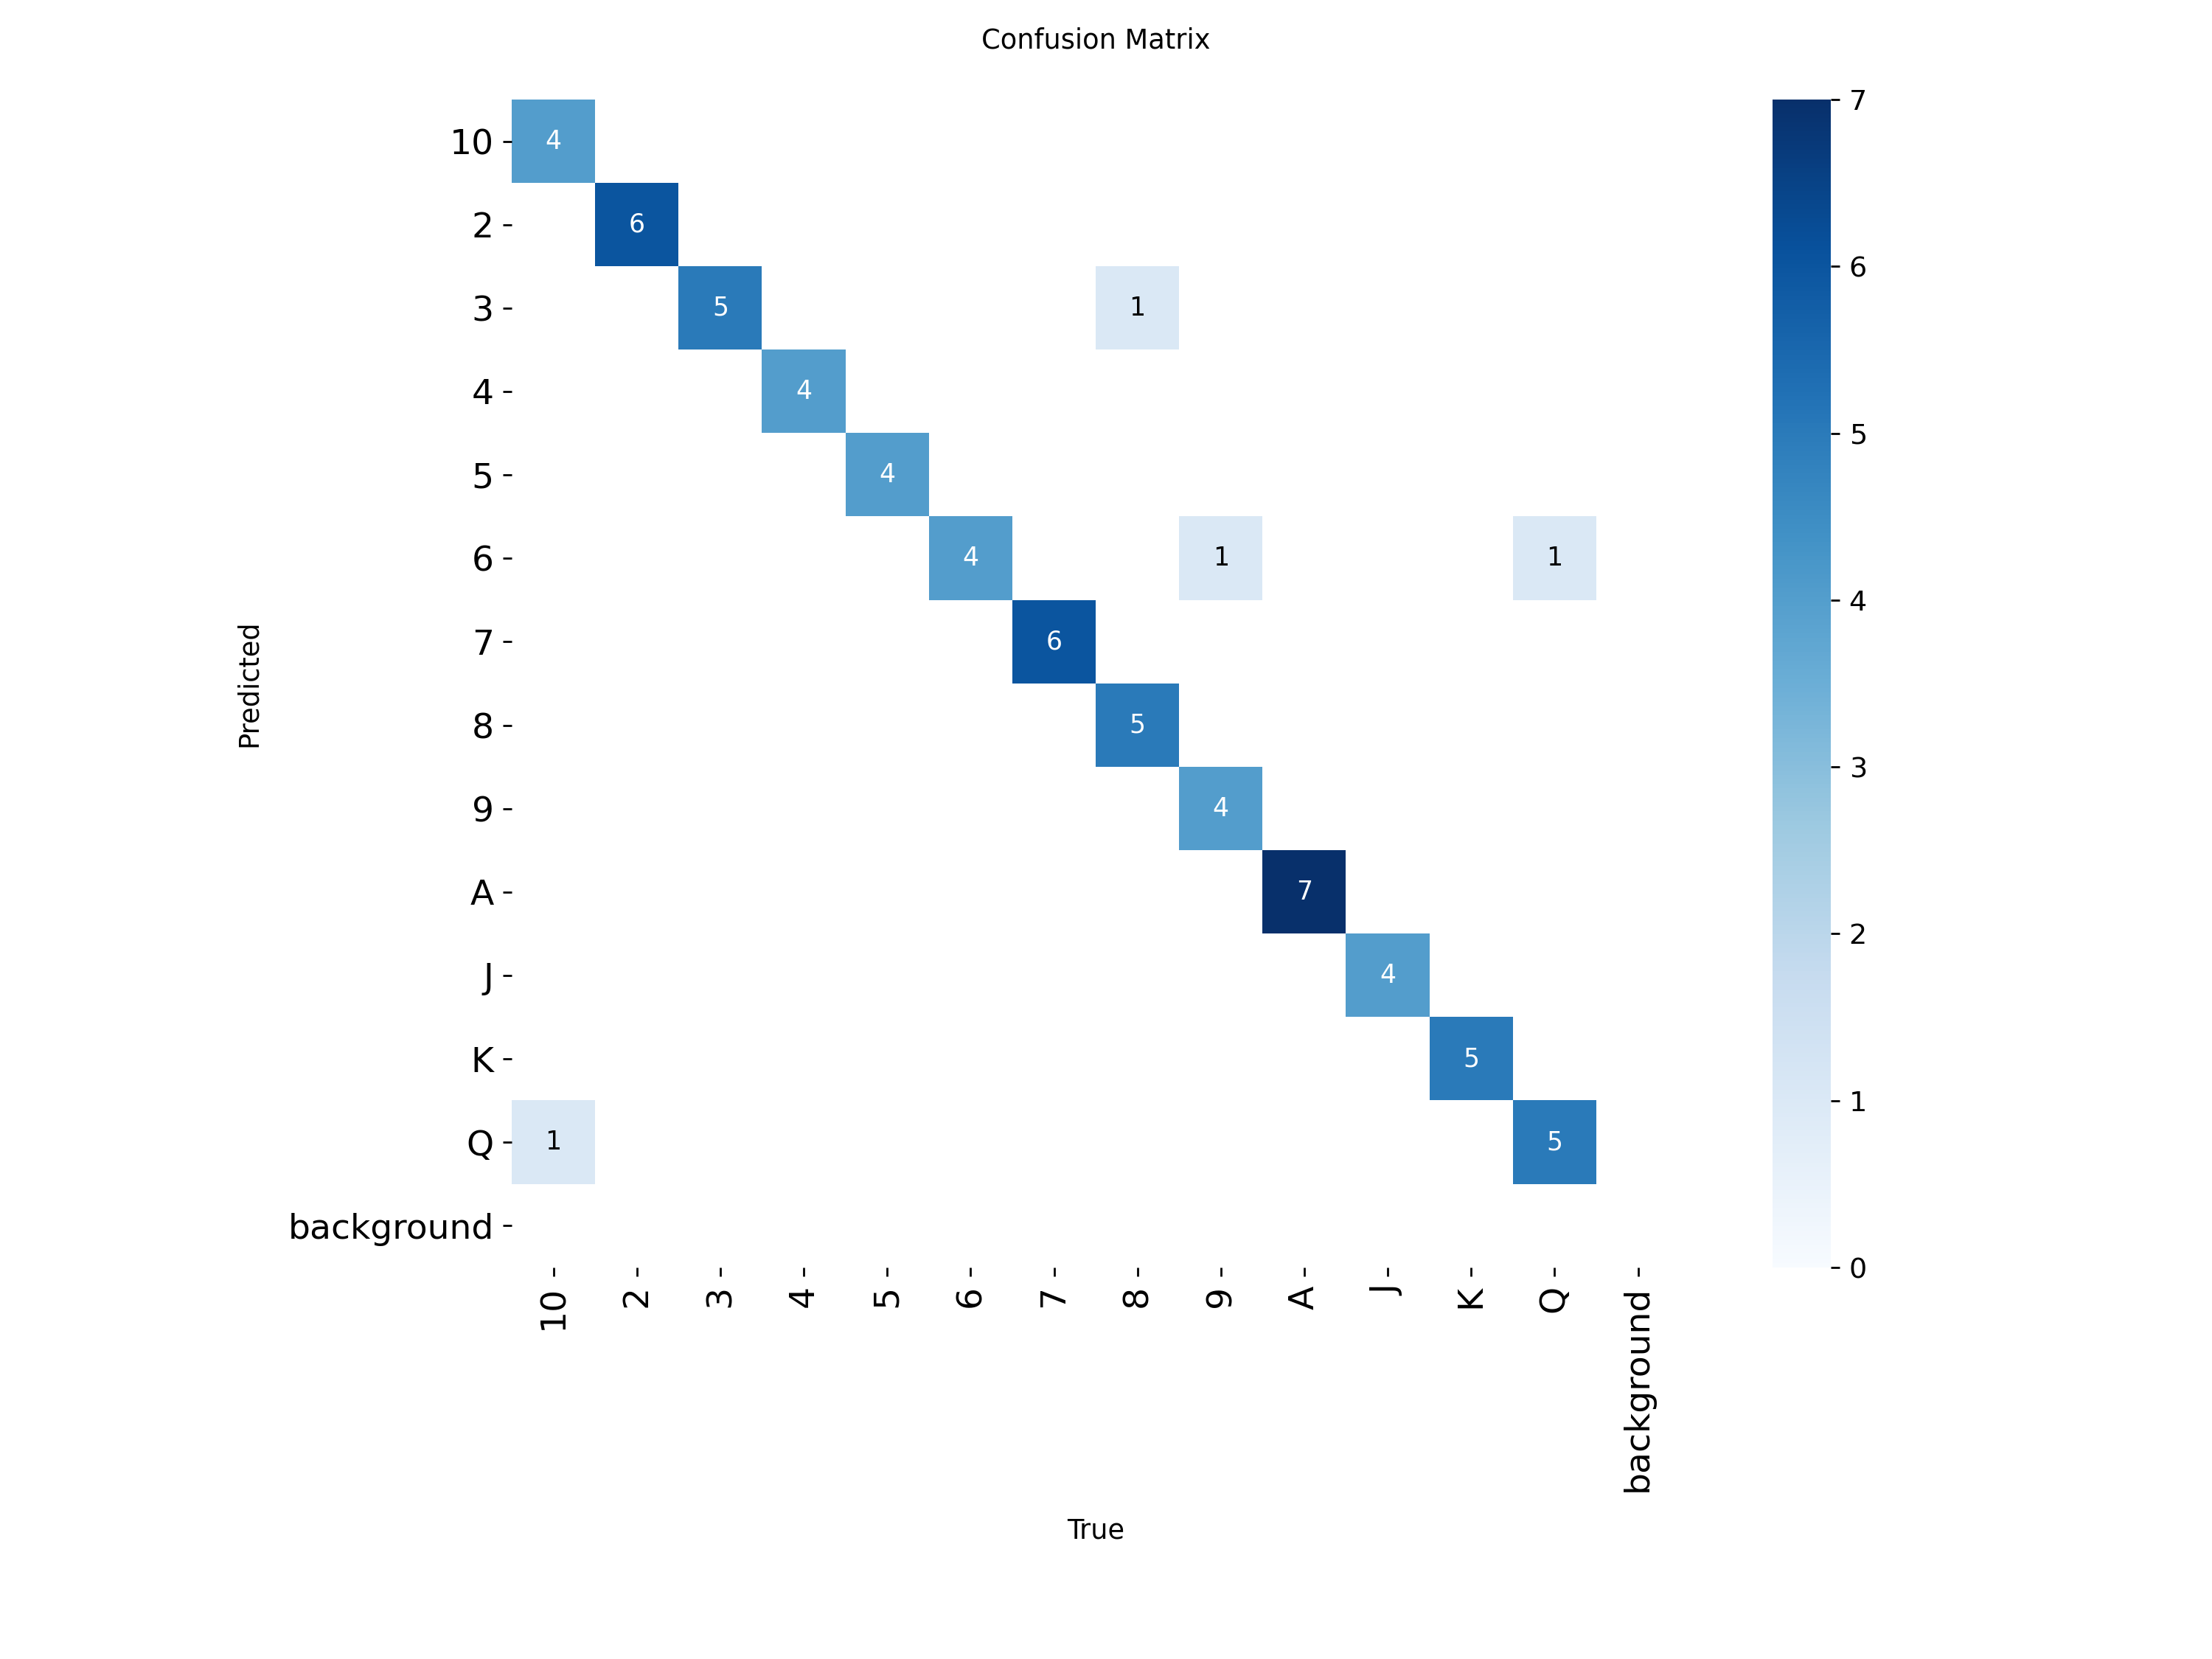 Confusion Matrix
10 4
2 6
3 5 1
4 4
5 4
6 4 1 1
7 6
8 5
9 4
A 7
J 4
K 5
Q 1 5
background
10 2 3 4 5 6 7 8 9 A J K Q background
Predicted
True
7
6
5
4
3
2
1
0